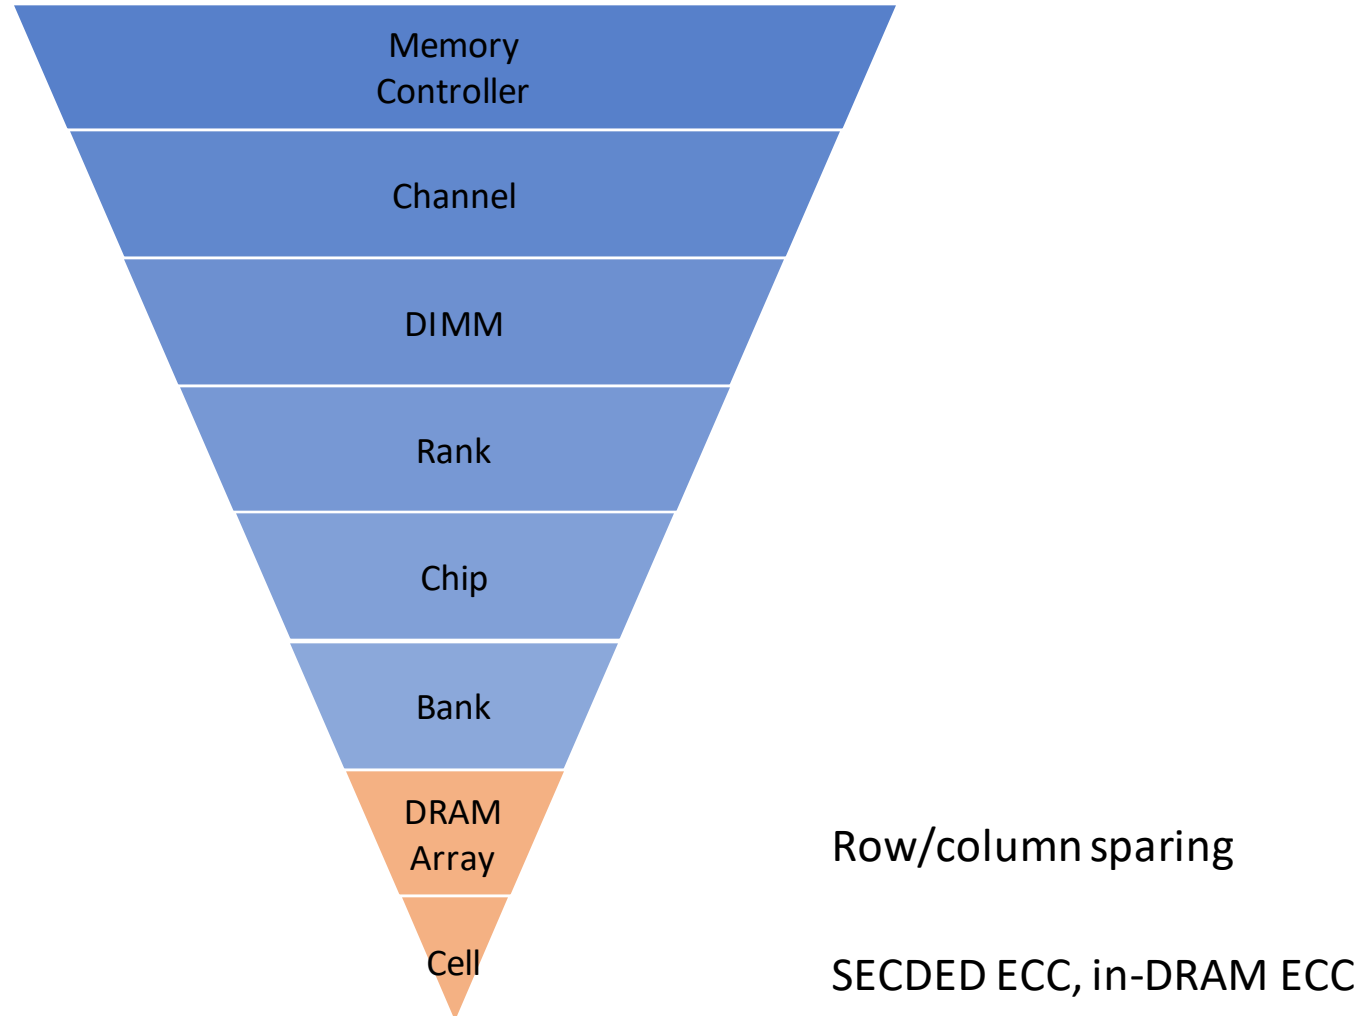 Memory
Controller
Channel
DIMM
Rank
Chip
Bank
DRAM
Array
Row/column sparing
Cell
SECDED ECC, in-DRAM ECC